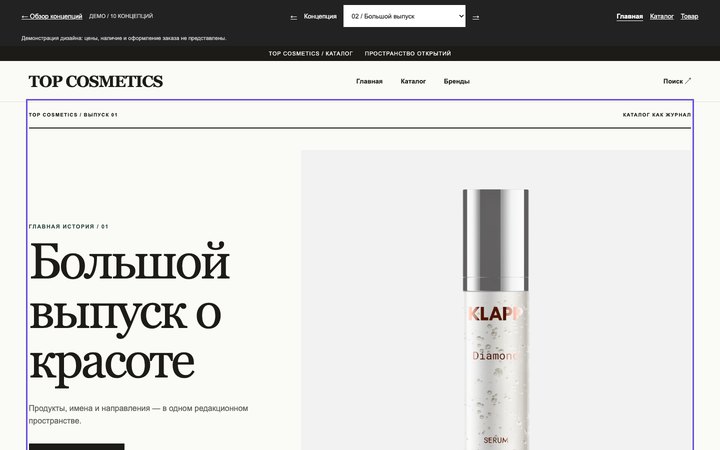 ← Обзор концепций
ДЕМО / 10 КОНЦЕПЦИЙ
← Концепция 02 / Большой выпуск →
Главная Каталог Товар
Демонстрация дизайна: цены, наличие и оформление заказа не представлены.
TOP COSMETICS / КАТАЛОГ ПРОСТРАНСТВО ОТКРЫТИЙ
TOP COSMETICS
Главная Каталог Бренды
Поиск ↗
TOP COSMETICS / ВЫПУСК 01
КАТАЛОГ КАК ЖУРНАЛ
ГЛАВНАЯ ИСТОРИЯ / 01
Большой
выпуск о
красоте
Продукты, имена и направления — в одном редакционном
пространстве.
KLAPP
Diamond
SERUM